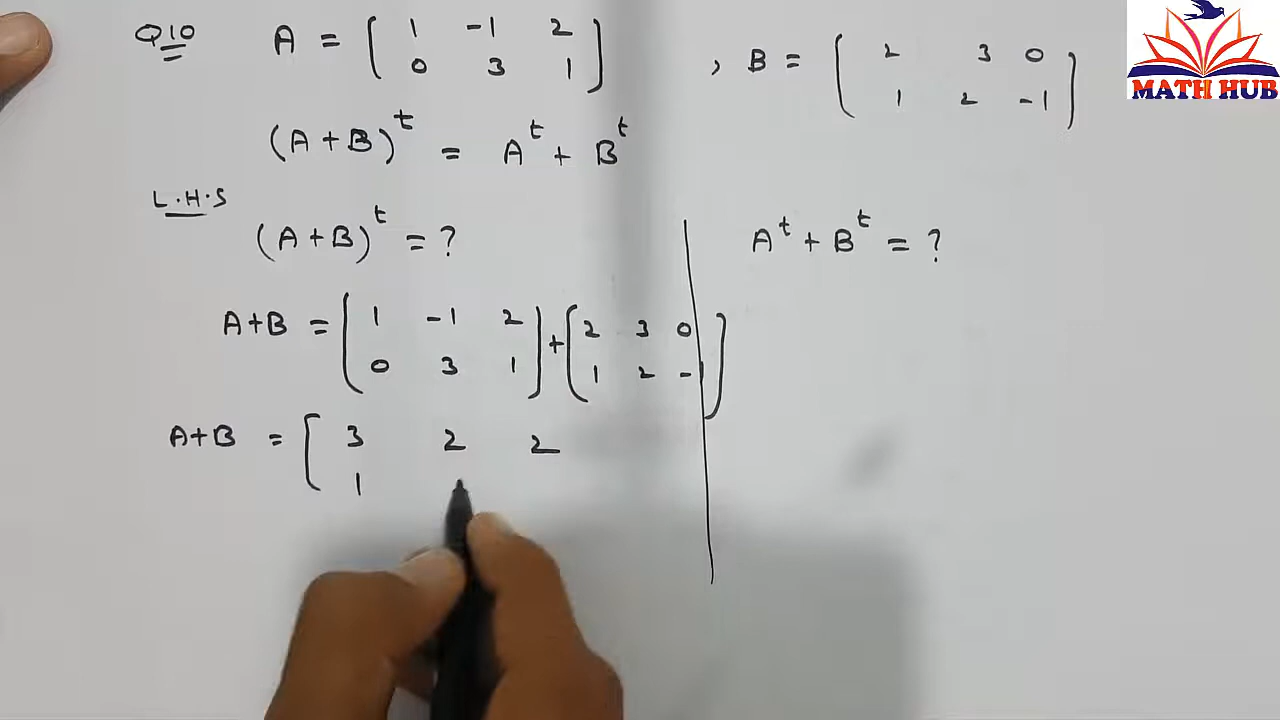 Q10 A = [ 1 -1 2 , B = [ 2 3 0
0 3 1 ] 1 2 -1 ]
MATH HUB
(A+B)^t = A^t + B^t
L.H.S
(A+B)^t = ?
A^t + B^t = ?
A+B = [ 1 -1 2 ] + [ 2 3 0
0 3 1 1 2 - ]
A+B = [ 3 2 2
1